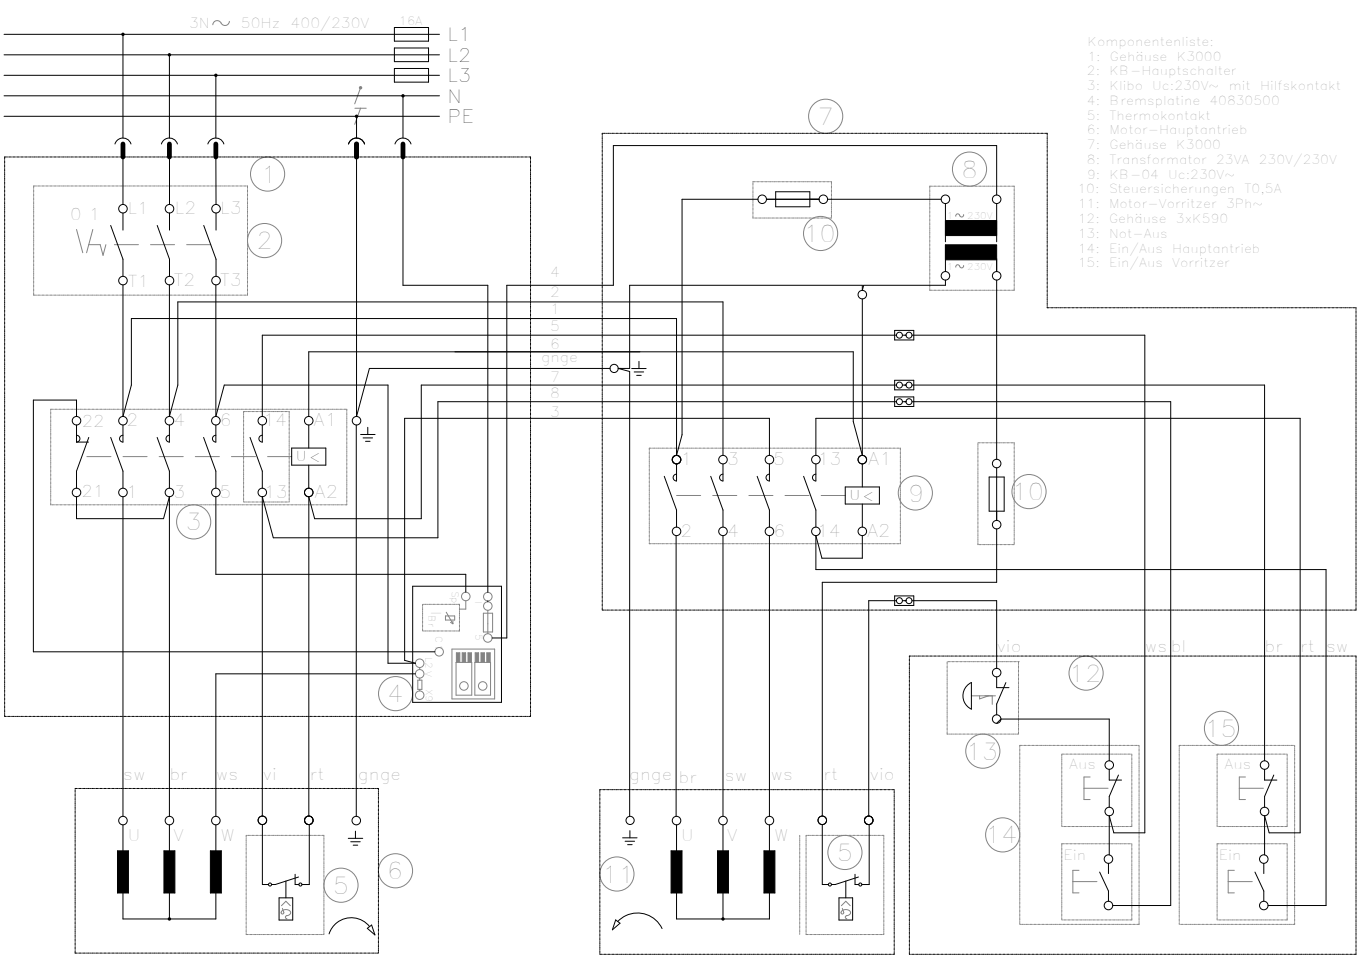 3N~ 50Hz 400/230V
16A
L1
L2
L3
N
PE
Komponentenliste:
1: Gehäuse K3000
2: KB-Hauptschalter
3: Klibo Uc:230V~ mit Hilfskontakt
4: Bremsplatine 40830500
5: Thermokontakt
6: Motor-Hauptantrieb
7: Gehäuse K3000
8: Transformator 23VA 230V/230V
9: KB-04 Uc:230V~
10: Steuersicherungen T0,5A
11: Motor-Vorritzer 3Ph~
12: Gehäuse 3xK590
13: Not-Aus
14: Ein/Aus Hauptantrieb
15: Ein/Aus Vorritzer
7
1
8
10
~ 230V
~ 230V
0 1
L1 L2 L3
2
T1 T2 T3
4
2
1
5
6
gnge
7
8
3
22 2 4 6 14 A1
U<
21 1 3 5 13 A2
3
1 3 5 13 A1
U<
9
2 4 6 14 A2
10
4
vio ws bl br rt sw
12
13
15
Aus
Aus
14
Ein
Ein
sw br ws vi rt gnge
U V W
5
6
gnge br sw ws rt vio
U V W
11
5